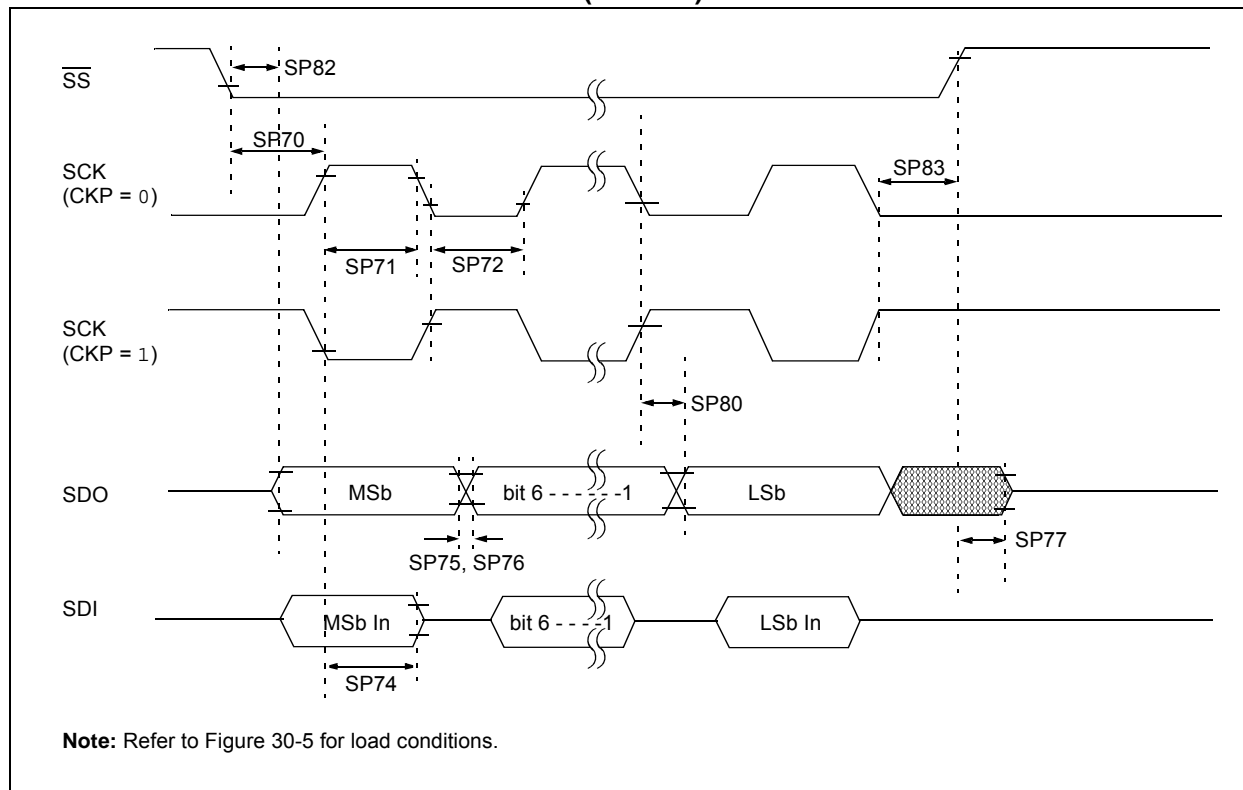 SS
SP82
SP70
SCK
(CKP = 0)
SP83
SP71
SP72
SCK
(CKP = 1)
SP80
SDO
MSb
bit 6 - - - - - -1
LSb
SP75, SP76
SP77
SDI
MSb In
bit 6 - - - -1
LSb In
SP74
Note: Refer to Figure 30-5 for load conditions.